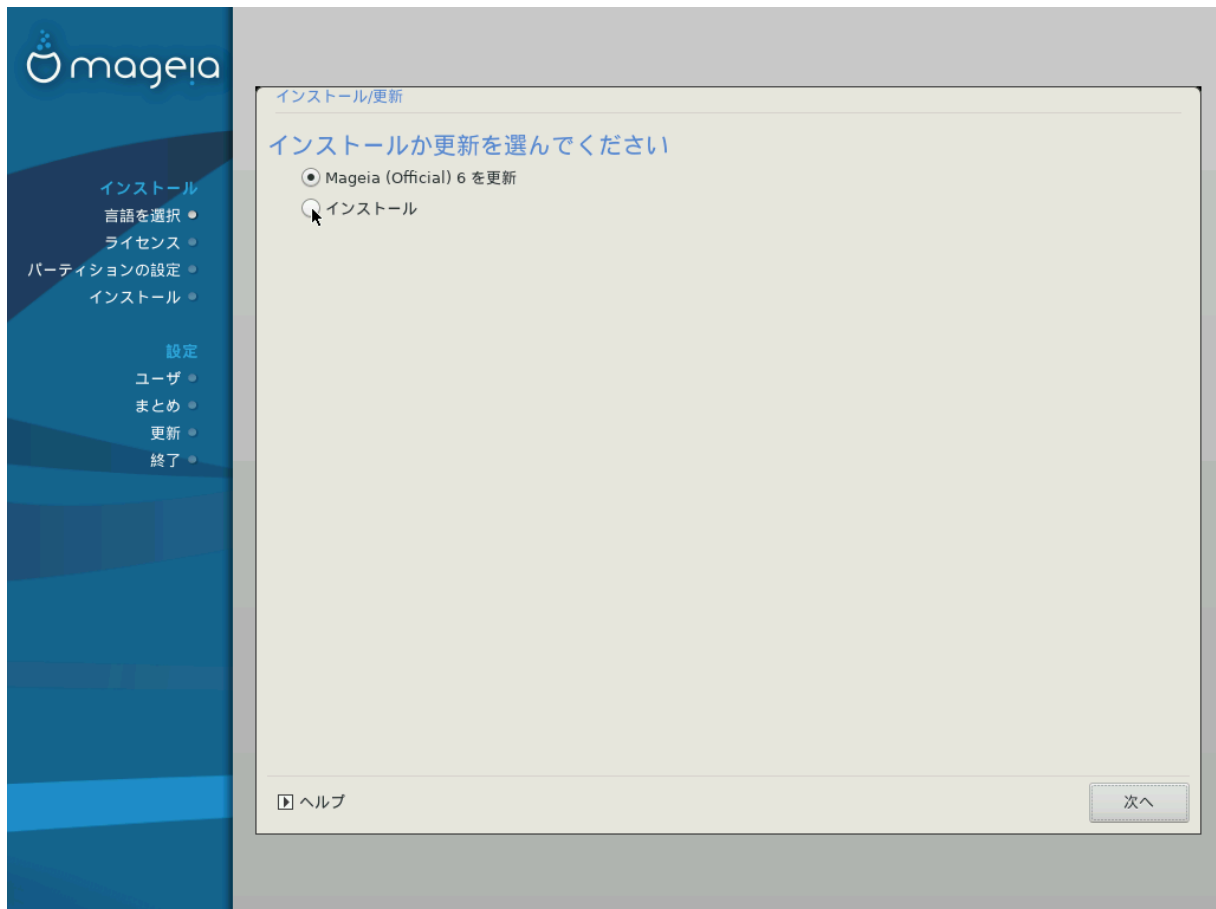 mageia
インストール
言語を選択
ライセンス
パーティションの設定
インストール
設定
ユーザ
まとめ
更新
終了
インストール/更新
インストールか更新を選んでください
Mageia (Official) 6 を更新
インストール
ヘルプ
次へ